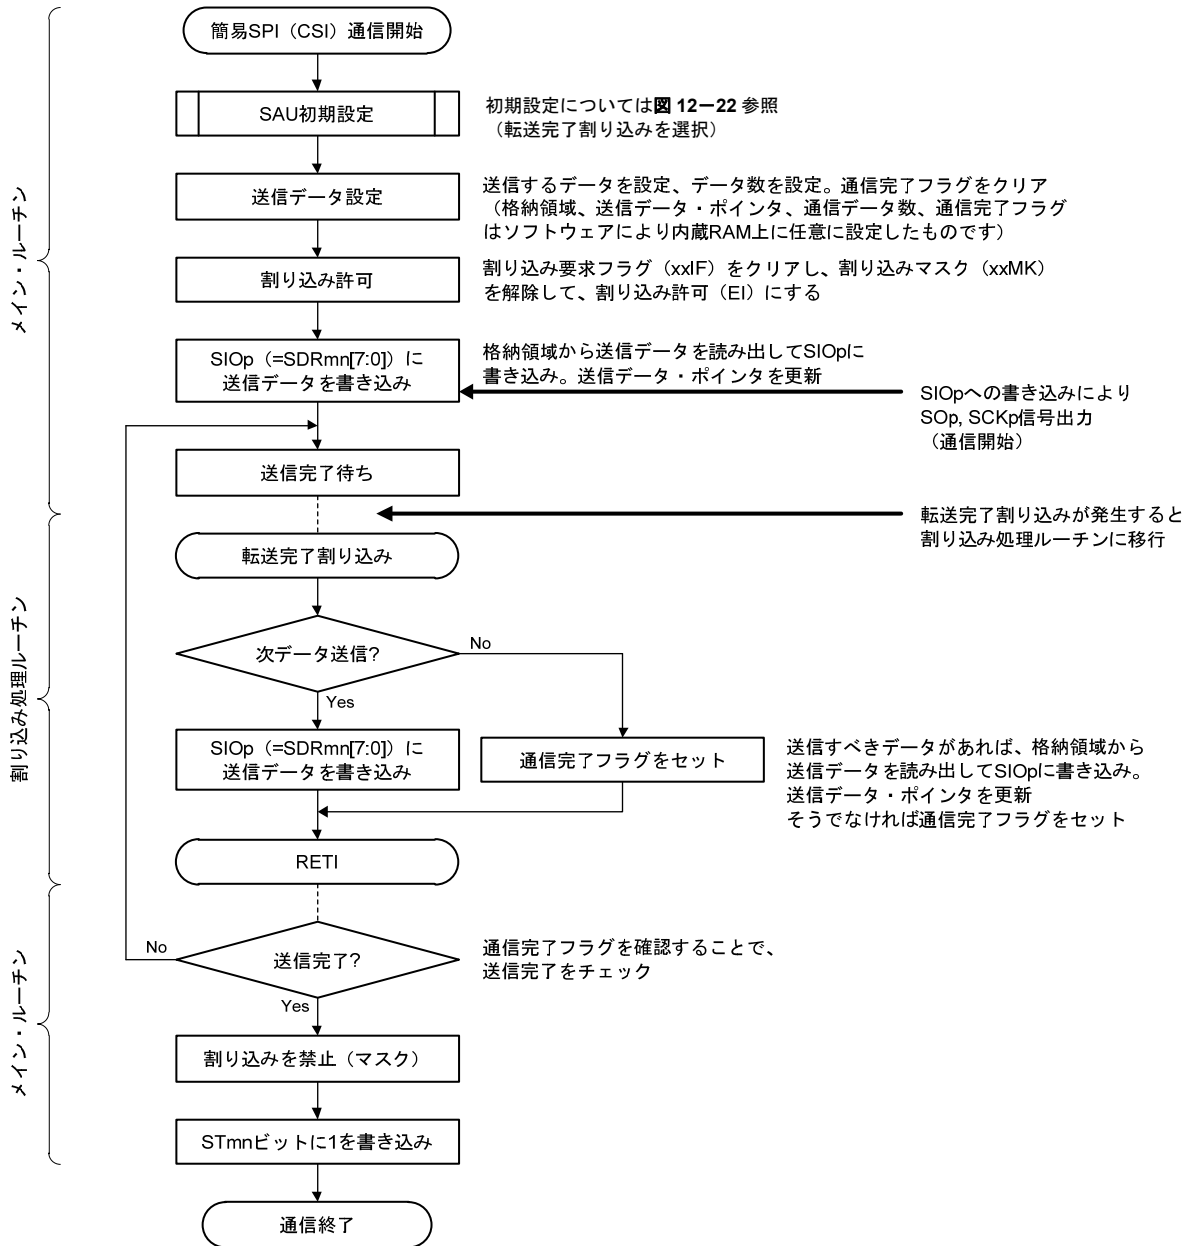 簡易SPI（CSI）通信開始
SAU初期設定
初期設定については図 12－22 参照
（転送完了割り込みを選択）
送信データ設定
送信するデータを設定、データ数を設定。通信完了フラグをクリア
（格納領域、送信データ・ポインタ、通信データ数、通信完了フラグ
はソフトウェアにより内蔵RAM上に任意に設定したものです）
メイン・ルーチン
割り込み許可
割り込み要求フラグ（xxIF）をクリアし、割り込みマスク（xxMK）
を解除して、割り込み許可（EI）にする
SIOp（=SDRmn[7:0]）に
送信データを書き込み
格納領域から送信データを読み出してSIOpに
書き込み。送信データ・ポインタを更新
SIOpへの書き込みにより
SOp, SCKp信号出力
（通信開始）
送信完了待ち
転送完了割り込みが発生すると
割り込み処理ルーチンに移行
転送完了割り込み
割り込み処理ルーチン
次データ送信?
No
Yes
SIOp（=SDRmn[7:0]）に
送信データを書き込み
通信完了フラグをセット
送信すべきデータがあれば、格納領域から
送信データを読み出してSIOpに書き込み。
送信データ・ポインタを更新
そうでなければ通信完了フラグをセット
RETI
メイン・ルーチン
No
送信完了?
通信完了フラグを確認することで、
送信完了をチェック
Yes
割り込みを禁止（マスク）
STmnビットに1を書き込み
通信終了